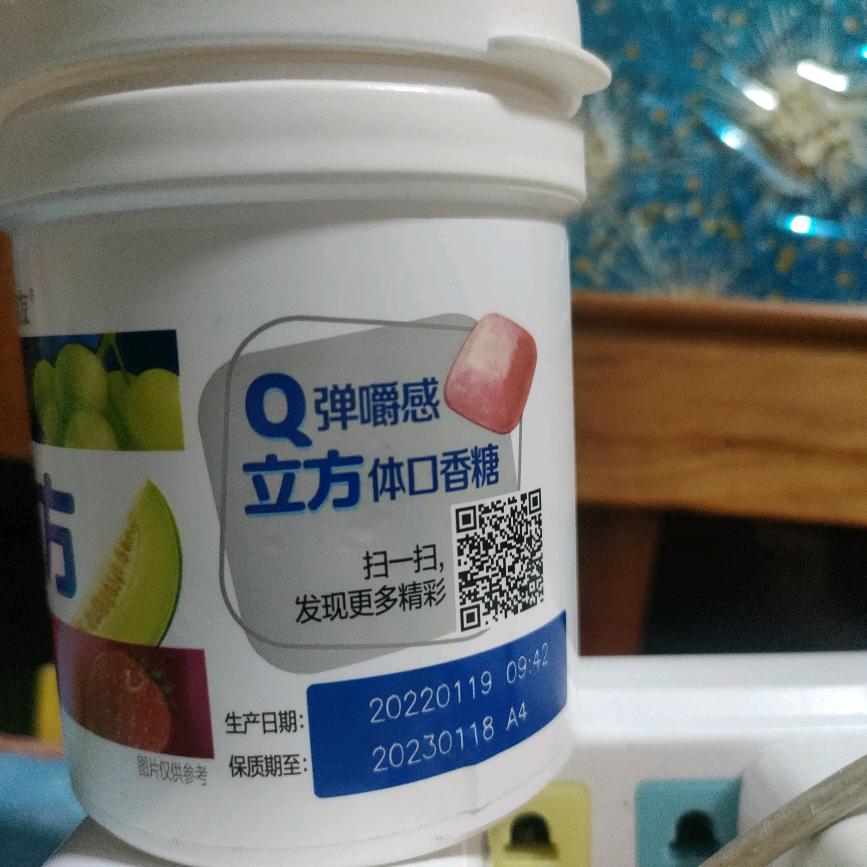 Q弹嚼感
立方体口香糖
扫一扫,
发现更多精彩
方
生产日期:
20220119 09:42
保质期至:
20230118 A4
图片仅供参考